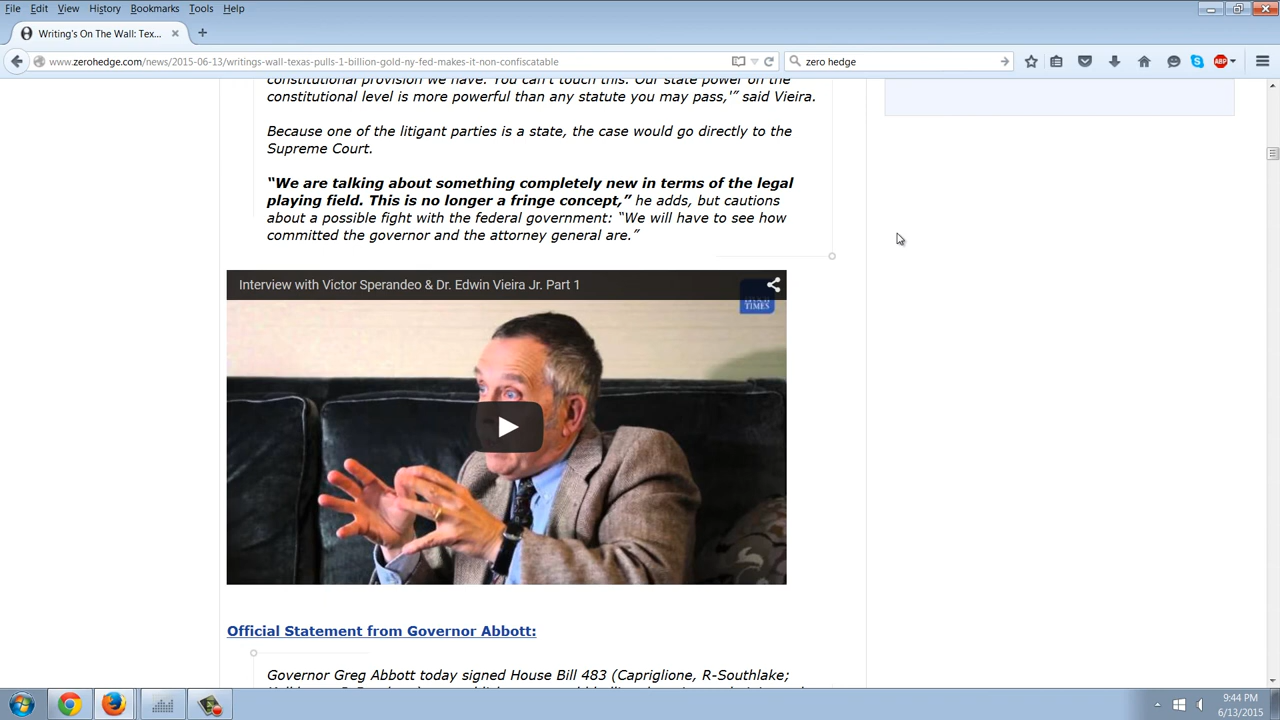 File Edit View History Bookmarks Tools Help
Writing's On The Wall: Tex...
www.zerohedge.com/news/2015-06-13/writings-wall-texas-pulls-1-billion-gold-ny-fed-makes-it-non-confiscatable
zero hedge
ABP
constitutional provision we have. You can't touch this. Our state power on the
constitutional level is more powerful than any statute you may pass,'” said Vieira.
Because one of the litigant parties is a state, the case would go directly to the
Supreme Court.
“We are talking about something completely new in terms of the legal
playing field. This is no longer a fringe concept,” he adds, but cautions
about a possible fight with the federal government: “We will have to see how
committed the governor and the attorney general are.”
Interview with Victor Sperandeo & Dr. Edwin Vieira Jr. Part 1
TIMES
Official Statement from Governor Abbott:
Governor Greg Abbott today signed House Bill 483 (Capriglione, R-Southlake;
9:44 PM
6/13/2015